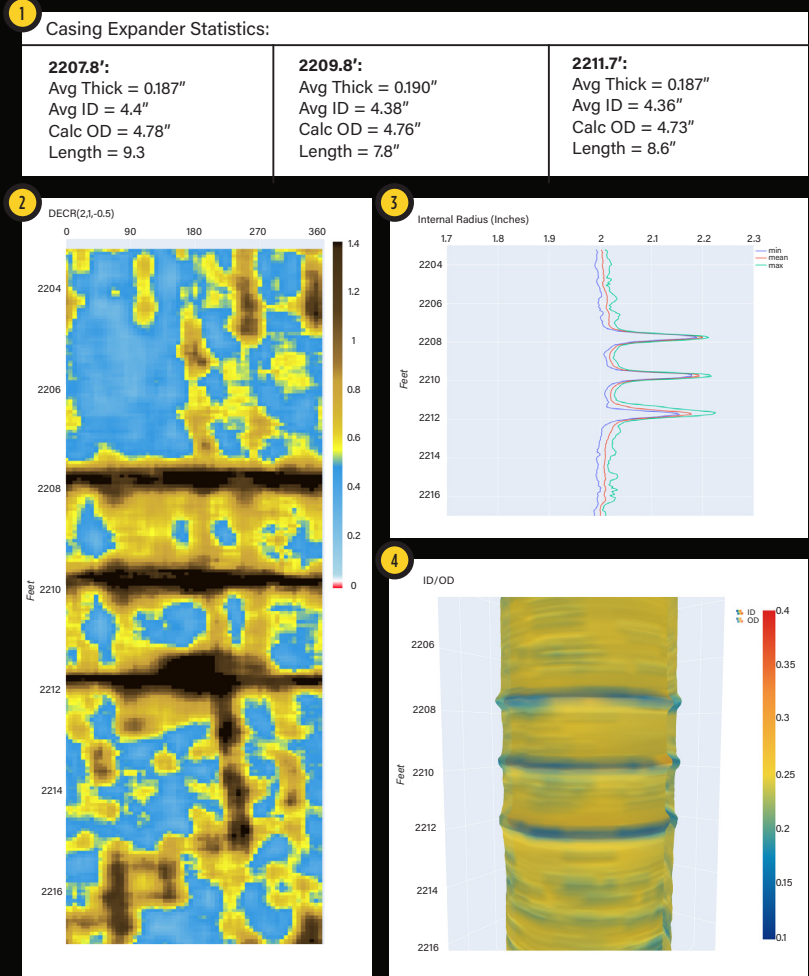 1
Casing Expander Statistics:
2207.8′:
Avg Thick = 0.187″
Avg ID = 4.4″
Calc OD = 4.78″
Length = 9.3
2209.8′:
Avg Thick = 0.190″
Avg ID = 4.38″
Calc OD = 4.76″
Length = 7.8″
2211.7′:
Avg Thick = 0.187″
Avg ID = 4.36″
Calc OD = 4.73″
Length = 8.6″
2
DECR(2,1,-0.5)
0 90 180 270 360
2204
2206
2208
2210
2212
2214
2216
Feet
1.4
1.2
1
0.8
0.6
0.4
0.2
0
3
Internal Radius (Inches)
1.7 1.8 1.9 2 2.1 2.2 2.3
min
mean
max
2204
2206
2208
2210
2212
2214
2216
Feet
4
ID/OD
2206
2208
2210
2212
2214
2216
Feet
ID
OD
0.4
0.35
0.3
0.25
0.2
0.15
0.1